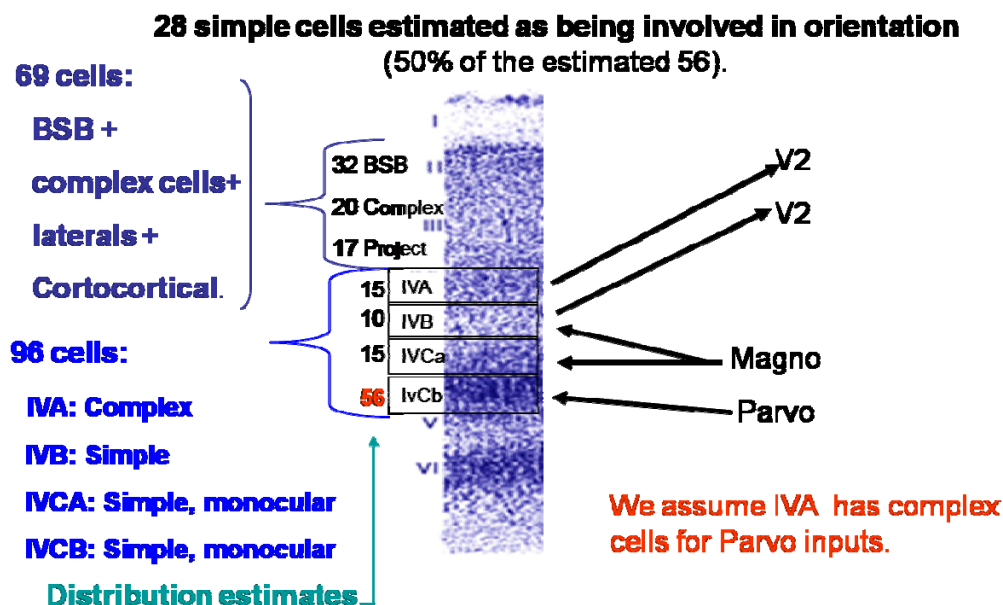 28 simple cells estimated as being involved in orientation
(50% of the estimated 56).
69 cells:
BSB +
complex cells+
laterals +
Cortocortical.
96 cells:
IVA: Complex
IVB: Simple
IVCA: Simple, monocular
IVCB: Simple, monocular
Distribution estimates
32 BSB
20 Complex
17 Project
15 IVA
10 IVB
15 IVCa
56 IvCb
I
II
III
V
VI
V2
V2
Magno
Parvo
We assume IVA has complex
cells for Parvo inputs.